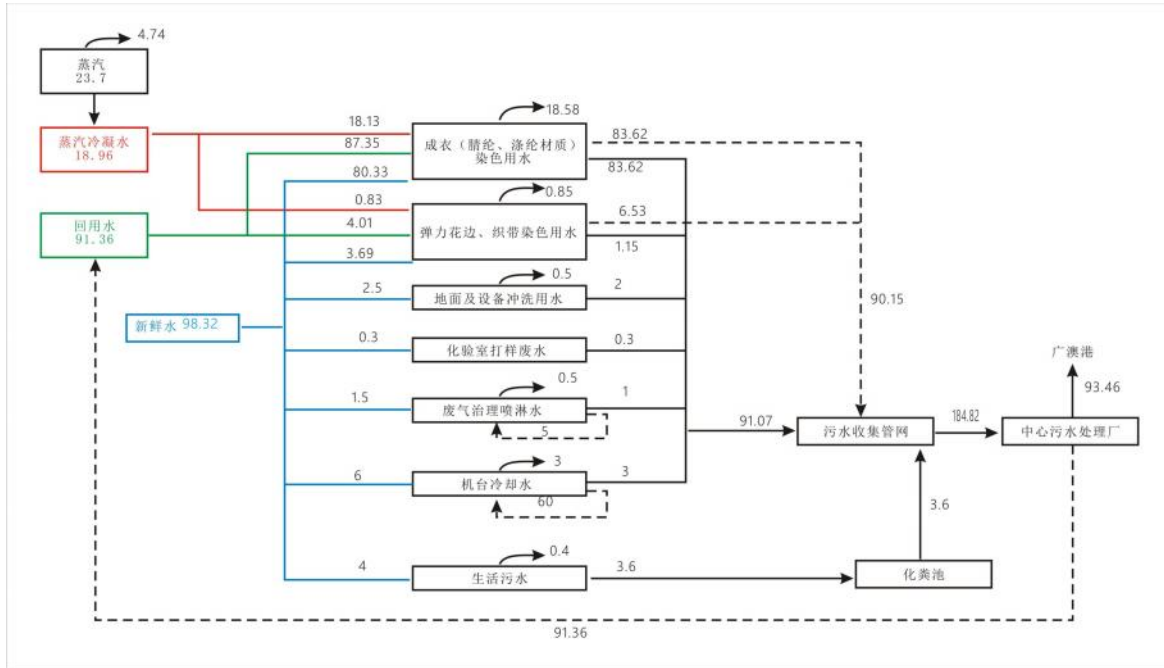 4.74
蒸汽
23.7
蒸汽冷凝水
18.96
回用水
91.36
新鲜水 98.32
18.13
87.35
80.33
成衣（腈纶、涤纶材质）
染色用水
18.58
83.62
83.62
0.83
4.01
3.69
弹力花边、织带染色用水
0.85
6.53
1.15
2.5
地面及设备冲洗用水
0.5
2
0.3
化验室打样废水
0.3
1.5
废气治理喷淋水
0.5
1
5
6
机台冷却水
3
3
60
4
生活污水
0.4
3.6
化粪池
3.6
91.07
90.15
污水收集管网
184.82
中心污水处理厂
93.46
广澳港
91.36